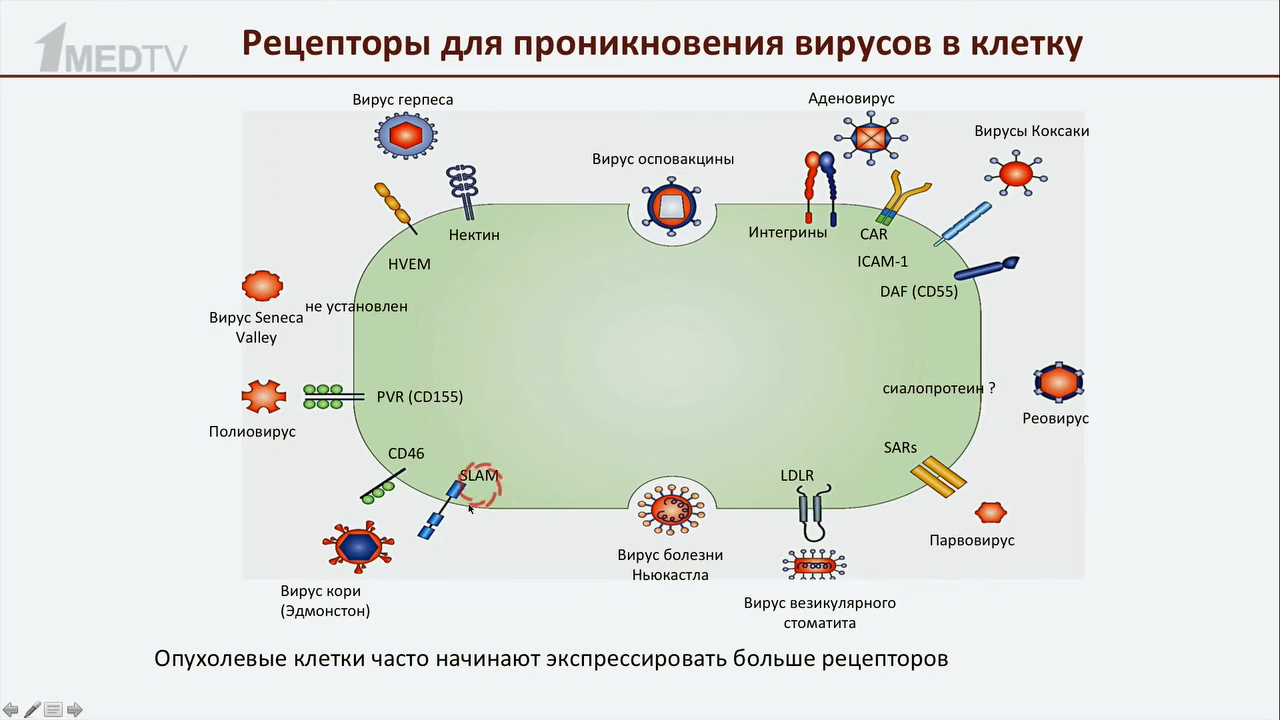 1MEDTV
Рецепторы для проникновения вирусов в клетку
Вирус герпеса
Аденовирус
Вирусы Коксаки
Вирус осповакцины
Нектин
Интегрины
CAR
HVEM
ICAM-1
DAF (CD55)
не установлен
Вирус Seneca
Valley
сиалопротеин ?
PVR (CD155)
Реовирус
Полиовирус
CD46
SARs
SLAM
LDLR
Парвовирус
Вирус болезни
Ньюкастла
Вирус кори
(Эдмонстон)
Вирус везикулярного
стоматита
Опухолевые клетки часто начинают экспрессировать больше рецепторов